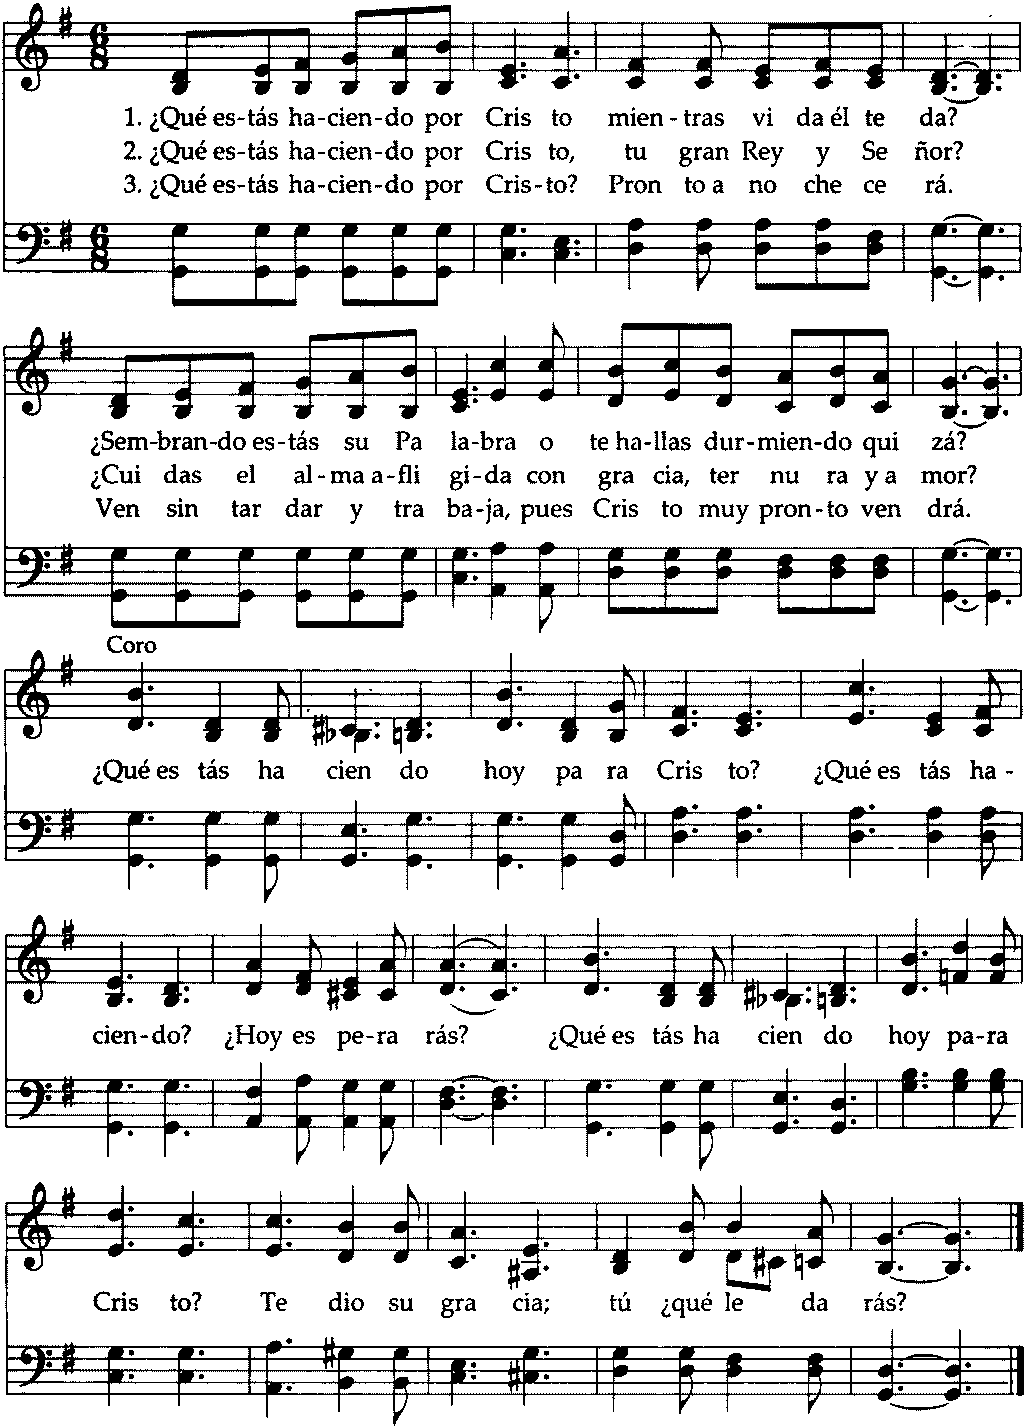 1. ¿Qué es-tás ha-cien-do por Cris to mien-tras vi da él te da?
2. ¿Qué es-tás ha-cien-do por Cris to, tu gran Rey y Se ñor?
3. ¿Qué es-tás ha-cien-do por Cris-to? Pron to a no che ce rá.
¿Sem-bran-do es-tás su Pa la-bra o te ha-llas dur-mien-do qui zá?
¿Cui das el al-ma a-fli gi-da con gra cia, ter nu ra y a mor?
Ven sin tar dar y tra ba-ja, pues Cris to muy pron-to ven drá.
Coro
¿Qué es tás ha cien do hoy pa ra Cris to? ¿Qué es tás ha-
cien-do? ¿Hoy es pe-ra rás? ¿Qué es tás ha cien do hoy pa-ra
Cris to? Te dio su gra cia; tú ¿qué le da rás?